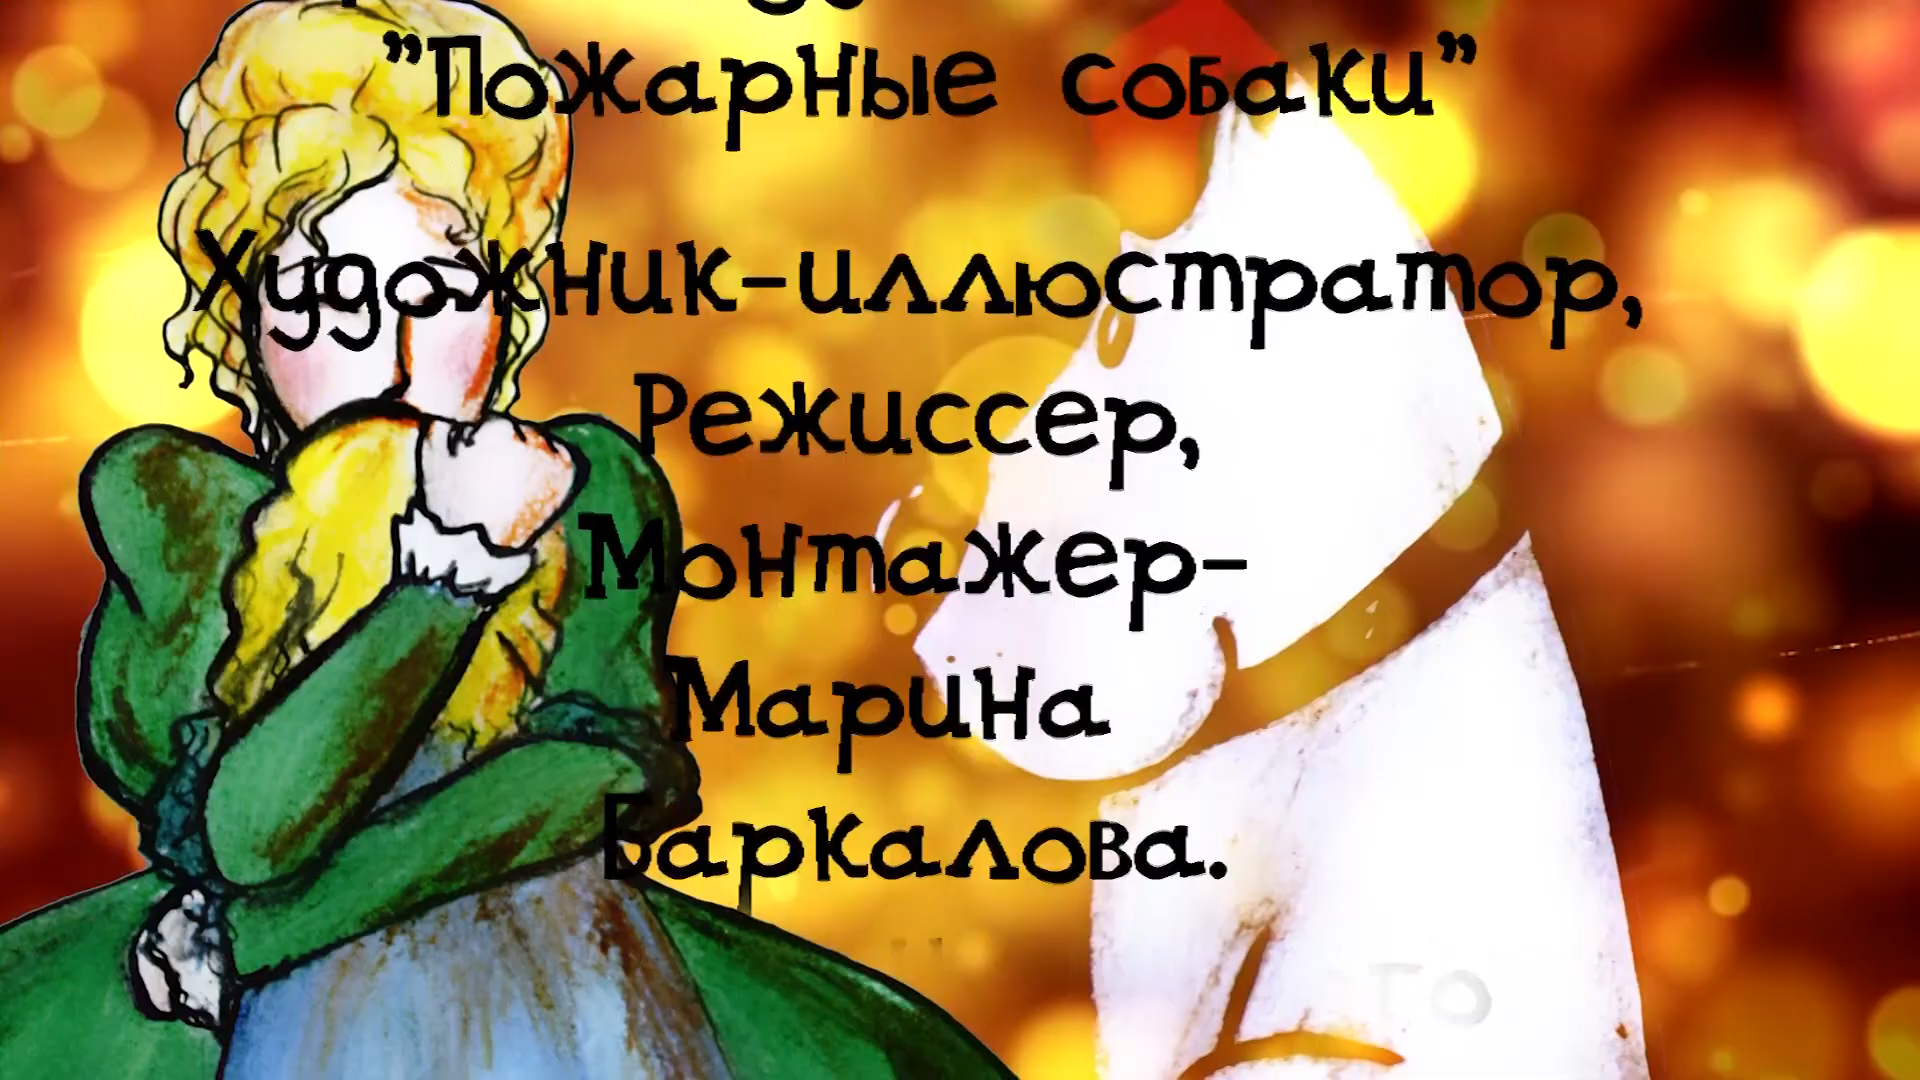 "Пожарные собаки"
Художник-иллюстратор,
Режиссер,
Монтажер-
Марина
Баркалова.